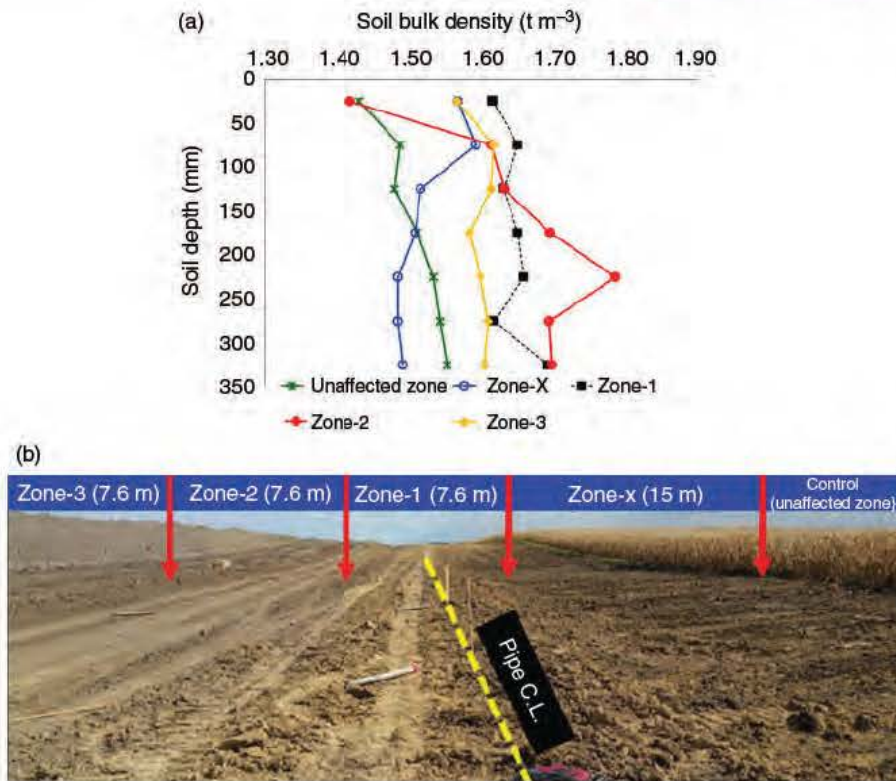 (a)
Soil bulk density (t m⁻³)
1.30 1.40 1.50 1.60 1.70 1.80 1.90
0
50
100
150
200
250
300
350
Soil depth (mm)
Unaffected zone Zone-X Zone-1
Zone-2 Zone-3
(b)
Zone-3 (7.6 m) Zone-2 (7.6 m) Zone-1 (7.6 m) Zone-x (15 m) Control
(unaffected zone}
Pipe C.L.